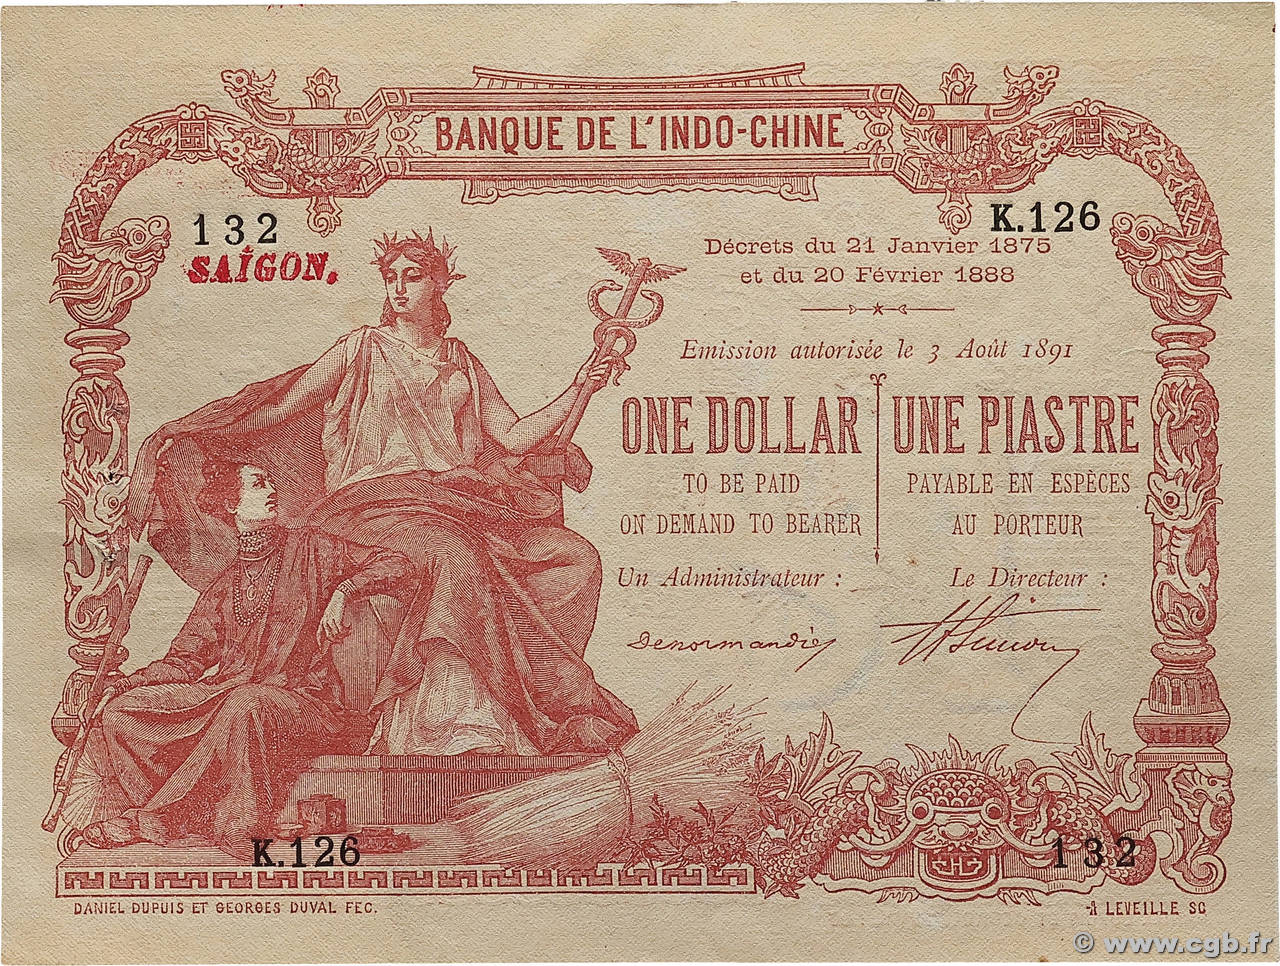 BANQUE DE L'INDO-CHINE
132
K.126
SAÏGON.
Décrets du 21 Janvier 1875
et du 20 Février 1888
Emission autorisée le 3 Août 1891
ONE DOLLAR
TO BE PAID
ON DEMAND TO BEARER
UNE PIASTRE
PAYABLE EN ESPÈCES
AU PORTEUR
Un Administrateur :
Denormandie
Le Directeur :
K.126
132
DANIEL DUPUIS ET GEORGES DUVAL FEC.
A LEVEILLE SC
© www.cgb.fr